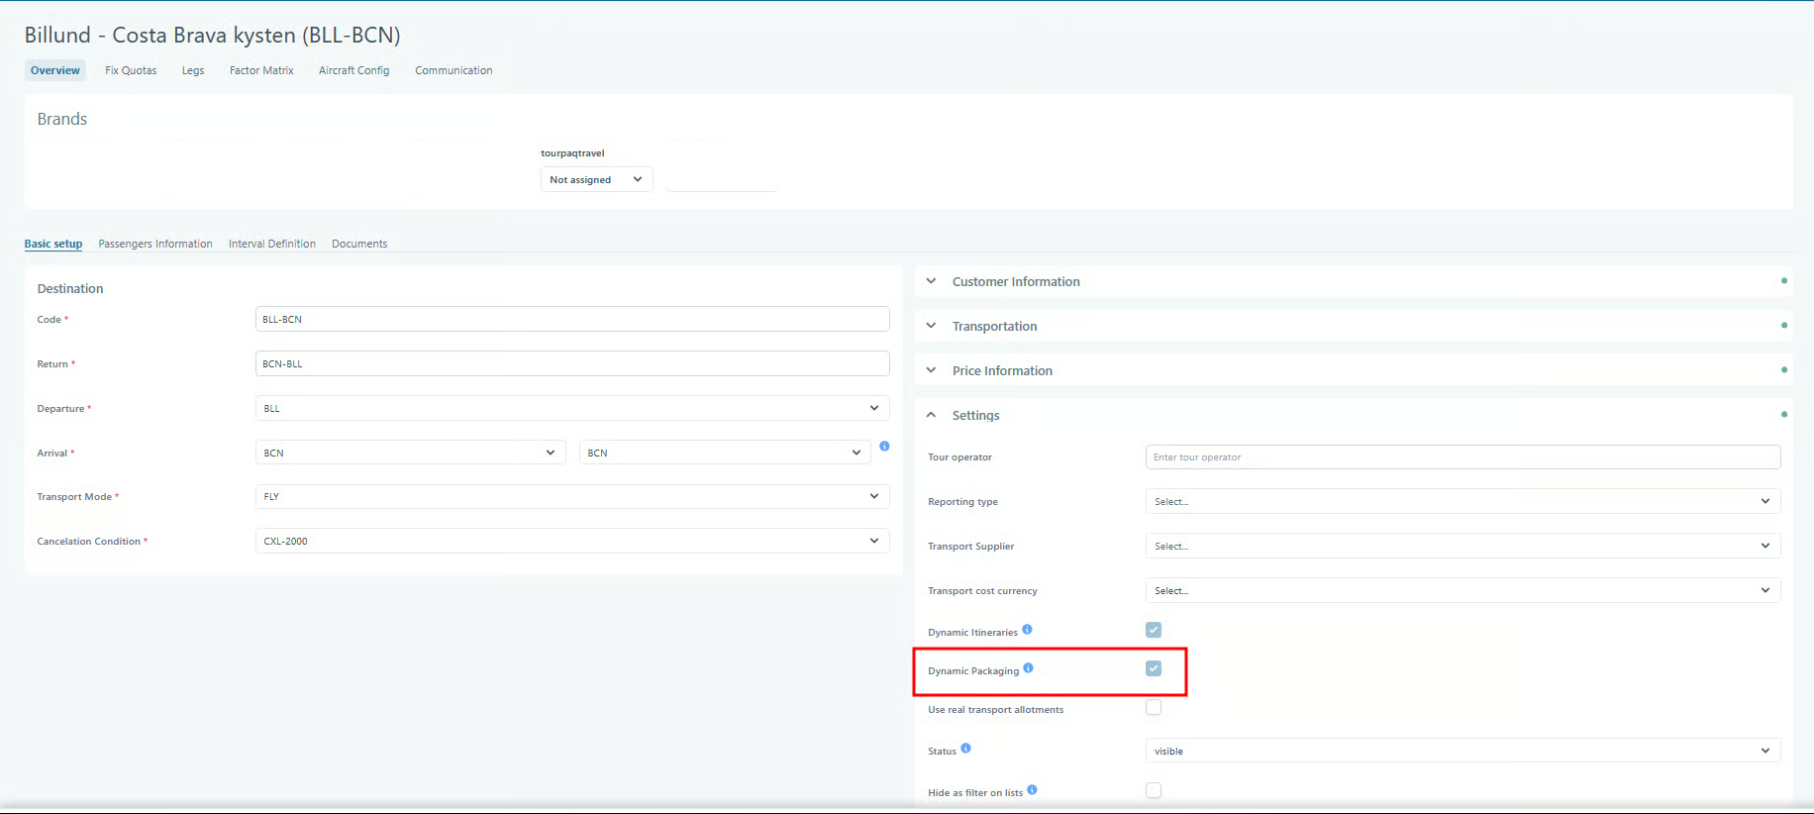 Billund - Costa Brava kysten (BLL-BCN)
Overview Fix Quotas Legs Factor Matrix Aircraft Config Communication
Brands
tourpaqtravel
Not assigned
Basic setup Passengers Information Interval Definition Documents
Destination
Code *
BLL-BCN
Return *
BCN-BLL
Departure *
BLL
Arrival *
BCN
BCN
Transport Mode *
FLY
Cancelation Condition *
CXL-2000
Customer Information
Transportation
Price Information
Settings
Tour operator
Enter tour operator
Reporting type
Select...
Transport Supplier
Select...
Transport cost currency
Select...
Dynamic Itineraries
Dynamic Packaging
Use real transport allotments
Status
visible
Hide as filter on lists